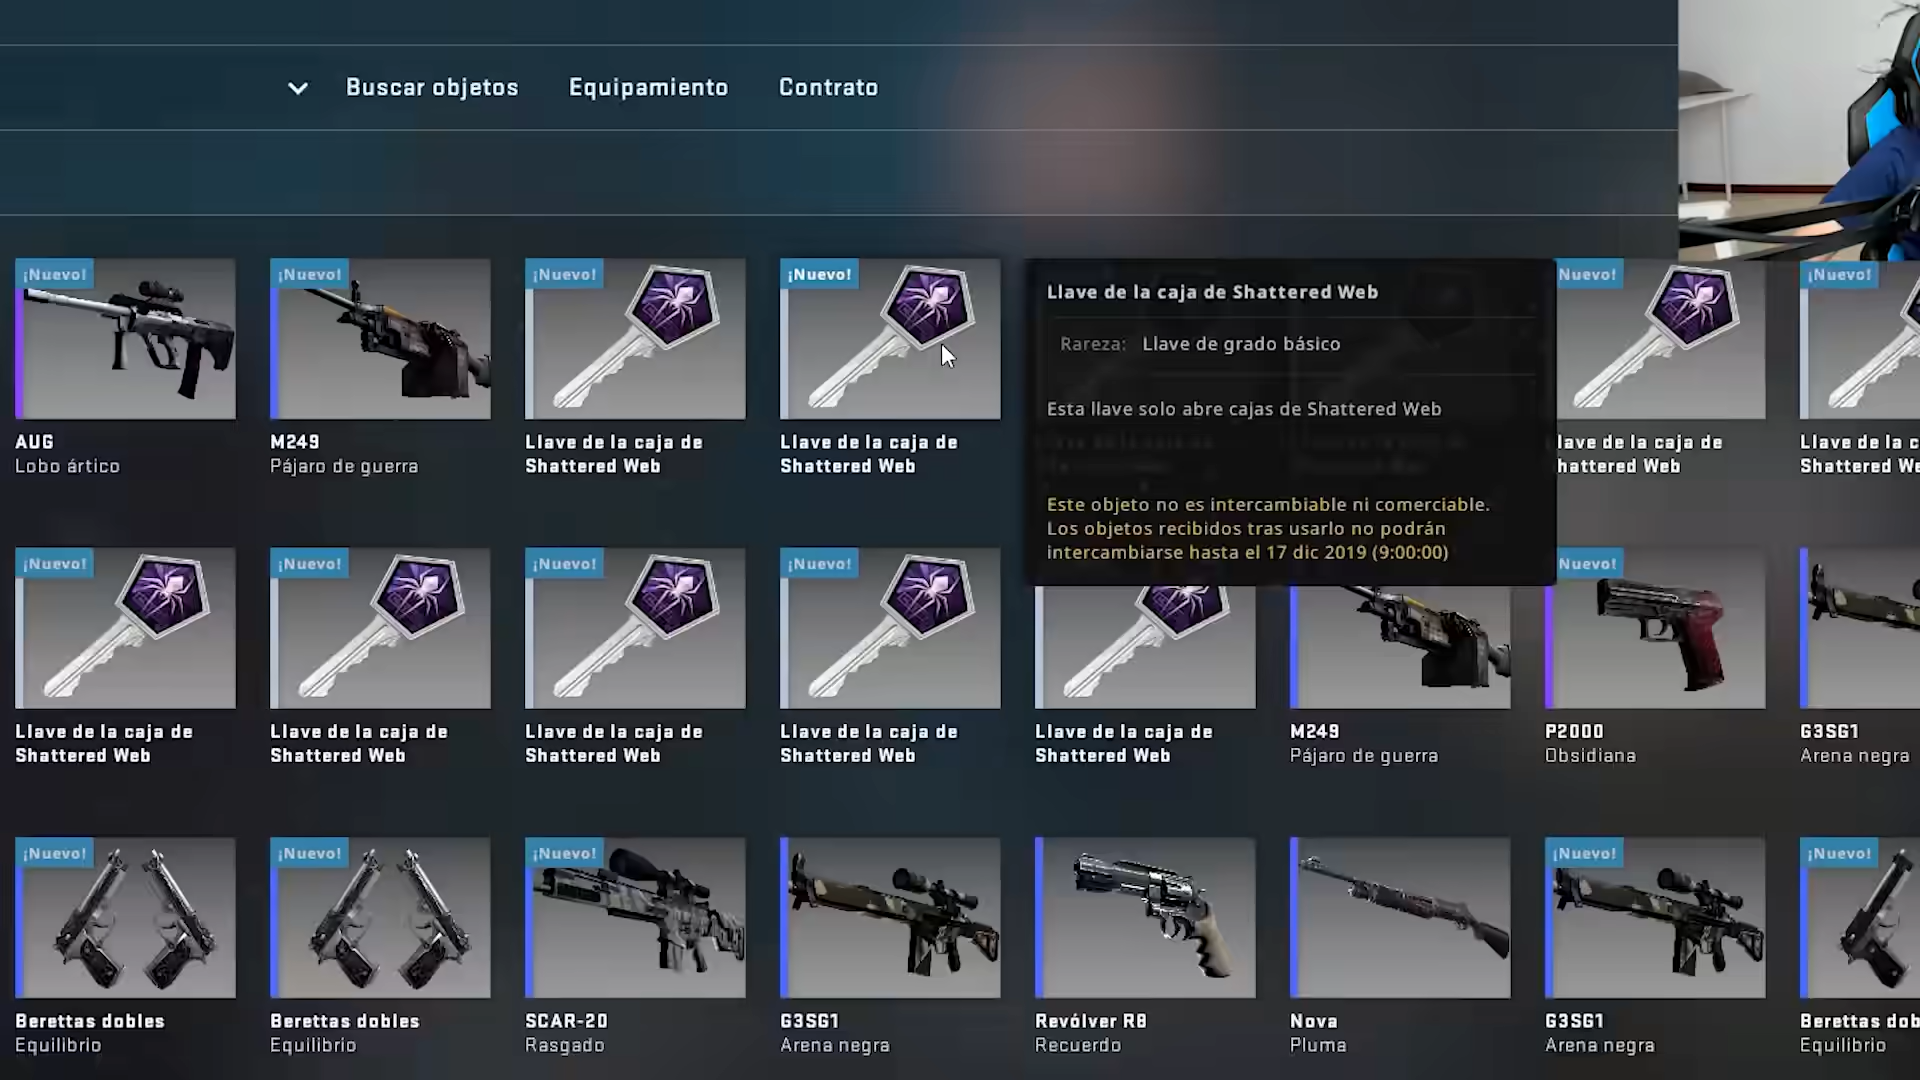 Buscar objetos Equipamiento Contrato
¡Nuevo! ¡Nuevo! ¡Nuevo! ¡Nuevo! Nuevo! ¡Nuevo!
Llave de la caja de Shattered Web
Rareza: Llave de grado básico
Esta llave solo abre cajas de Shattered Web
Este objeto no es intercambiable ni comerciable.
Los objetos recibidos tras usarlo no podrán
intercambiarse hasta el 17 dic 2019 (9:00:00)
AUG
Lobo ártico
M249
Pájaro de guerra
Llave de la caja de
Shattered Web
Llave de la caja de
Shattered Web
lave de la caja de
hattered Web
Llave de la c
Shattered We
¡Nuevo! ¡Nuevo! ¡Nuevo! ¡Nuevo! Nuevo!
Llave de la caja de
Shattered Web
Llave de la caja de
Shattered Web
Llave de la caja de
Shattered Web
Llave de la caja de
Shattered Web
Llave de la caja de
Shattered Web
M249
Pájaro de guerra
P2000
Obsidiana
G3SG1
Arena negra
¡Nuevo! ¡Nuevo! ¡Nuevo! ¡Nuevo! ¡Nuevo!
Berettas dobles
Equilibrio
Berettas dobles
Equilibrio
SCAR-20
Rasgado
G3SG1
Arena negra
Revólver R8
Recuerdo
Nova
Pluma
G3SG1
Arena negra
Berettas dob
Equilibrio